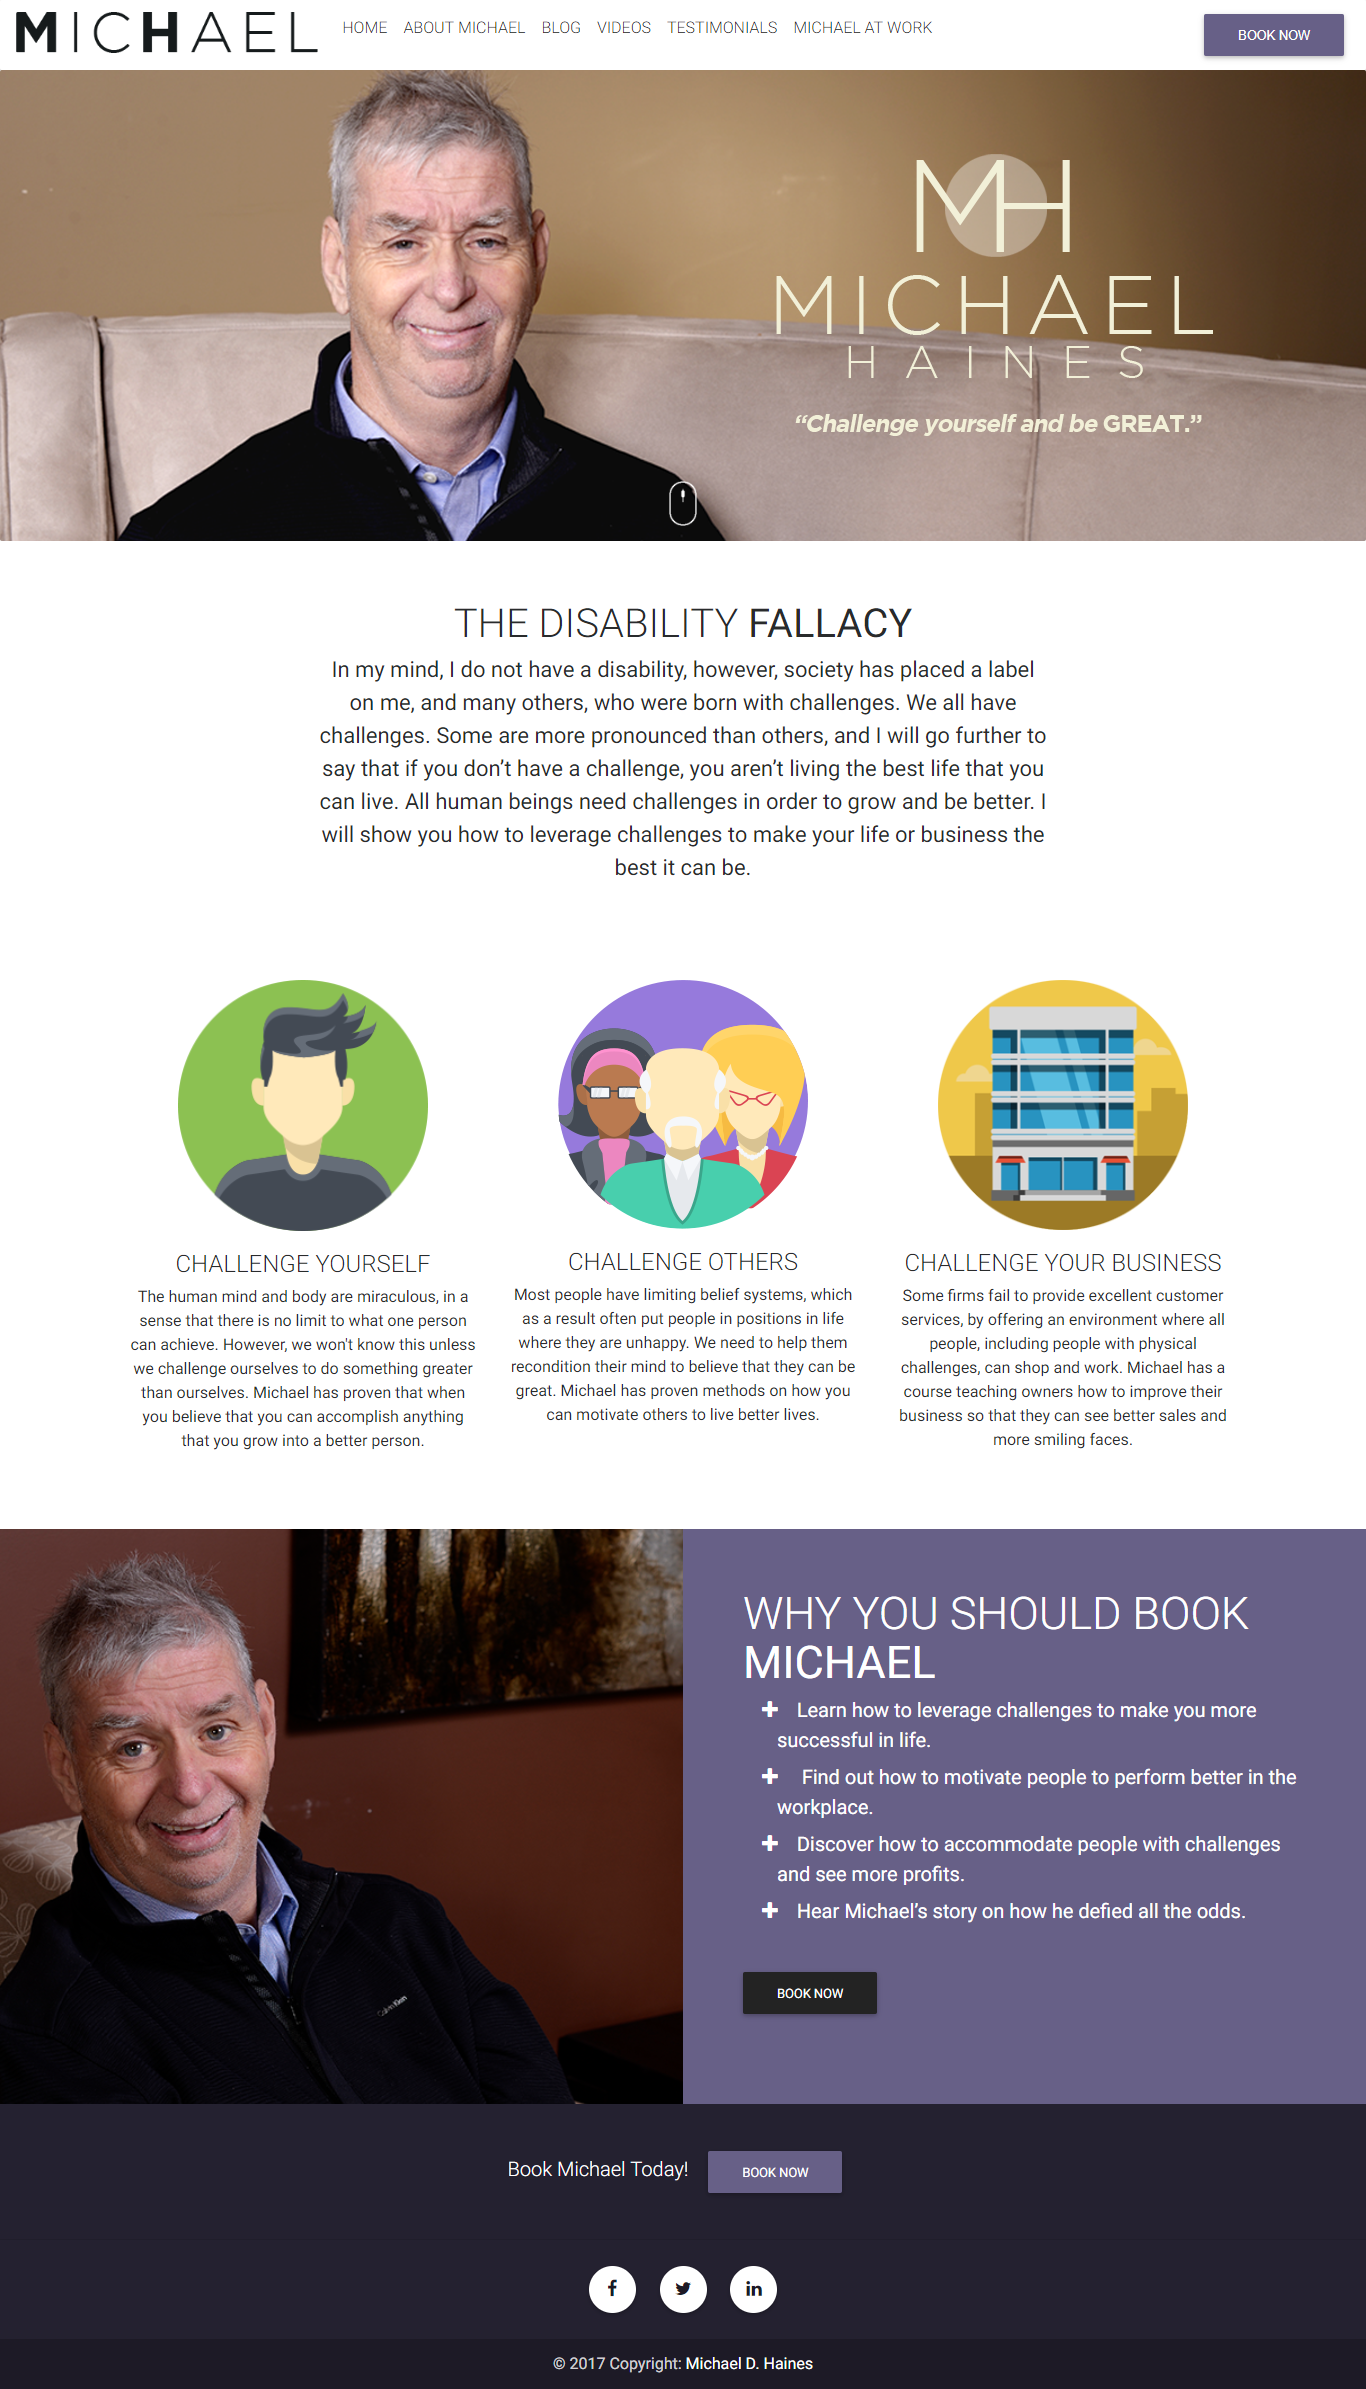 MICHAEL
HOME ABOUT MICHAEL BLOG VIDEOS TESTIMONIALS MICHAEL AT WORK
BOOK NOW
MH
MICHAEL
HAINES
“Challenge yourself and be GREAT.”
THE DISABILITY FALLACY
In my mind, I do not have a disability, however, society has placed a label
on me, and many others, who were born with challenges. We all have
challenges. Some are more pronounced than others, and I will go further to
say that if you don’t have a challenge, you aren’t living the best life that you
can live. All human beings need challenges in order to grow and be better. I
will show you how to leverage challenges to make your life or business the
best it can be.
CHALLENGE YOURSELF
The human mind and body are miraculous, in a
sense that there is no limit to what one person
can achieve. However, we won't know this unless
we challenge ourselves to do something greater
than ourselves. Michael has proven that when
you believe that you can accomplish anything
that you grow into a better person.
CHALLENGE OTHERS
Most people have limiting belief systems, which
as a result often put people in positions in life
where they are unhappy. We need to help them
recondition their mind to believe that they can be
great. Michael has proven methods on how you
can motivate others to live better lives.
CHALLENGE YOUR BUSINESS
Some firms fail to provide excellent customer
services, by offering an environment where all
people, including people with physical
challenges, can shop and work. Michael has a
course teaching owners how to improve their
business so that they can see better sales and
more smiling faces.
Calvin Klein
WHY YOU SHOULD BOOK
MICHAEL
Learn how to leverage challenges to make you more
successful in life.
Find out how to motivate people to perform better in the
workplace.
Discover how to accommodate people with challenges
and see more profits.
Hear Michael’s story on how he defied all the odds.
BOOK NOW
Book Michael Today!
BOOK NOW
© 2017 Copyright: Michael D. Haines